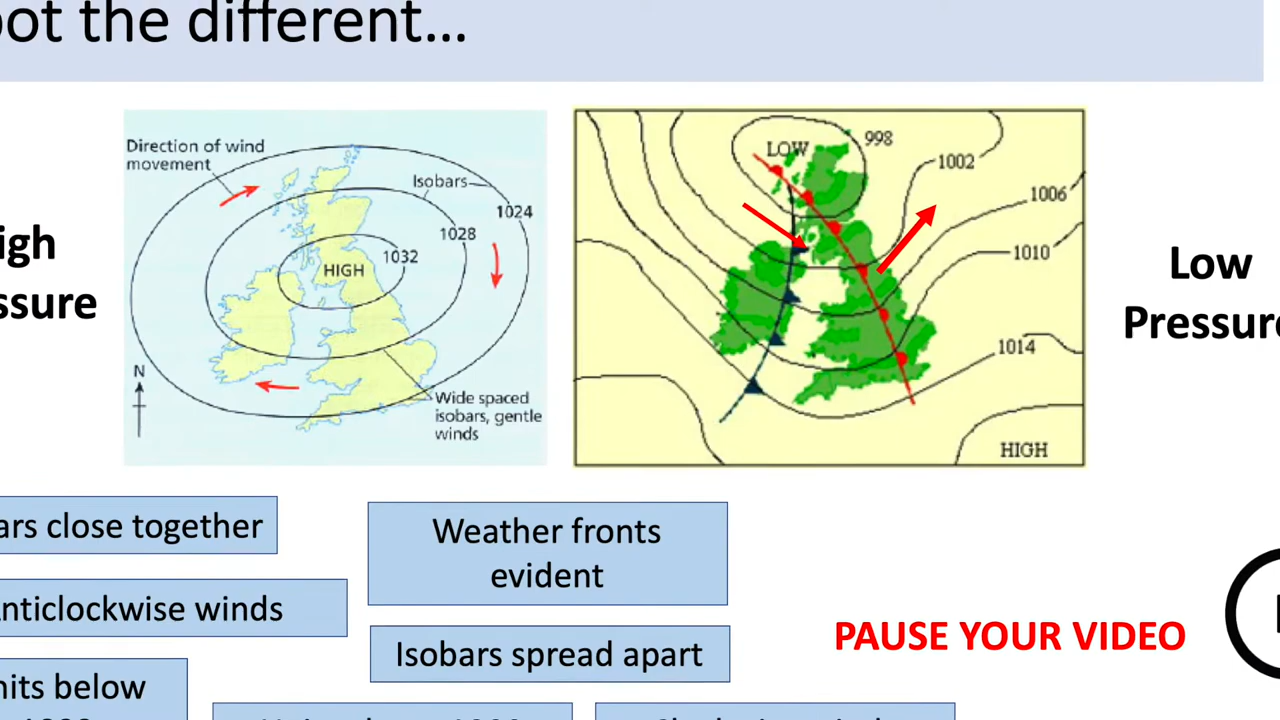 ot the different…
Direction of wind
movement
Isobars
1024
1028
1032
HIGH
N
Wide spaced
isobars, gentle
winds
LOW
998
1002
1006
1010
1014
HIGH
igh
ssure
Low
Pressure
ars close together
Weather fronts
evident
nticlockwise winds
Isobars spread apart
PAUSE YOUR VIDEO
nits below